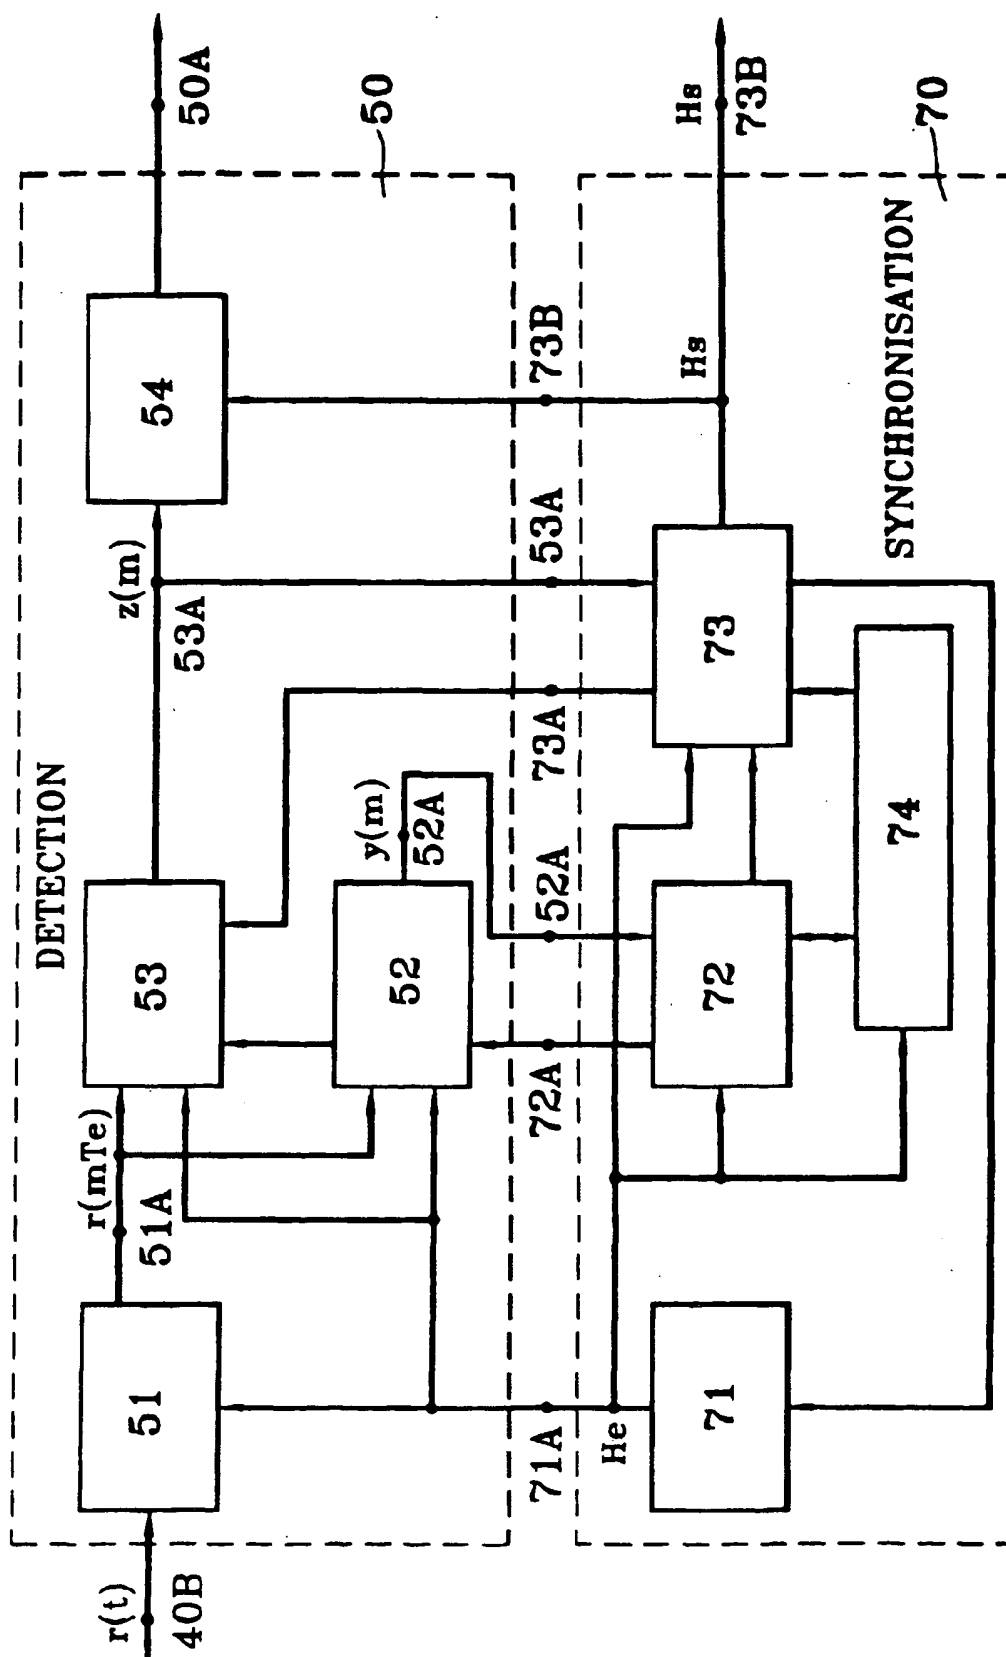 DETECTION
50
r(t)
40B
51
r(mTe)
51A
53
52
y(m)
52A
z(m)
53A
54
50A
71A
72A
52A
73A
53A
73B
He
71
72
73
74
Hs
Hs
73B
SYNCHRONISATION
70